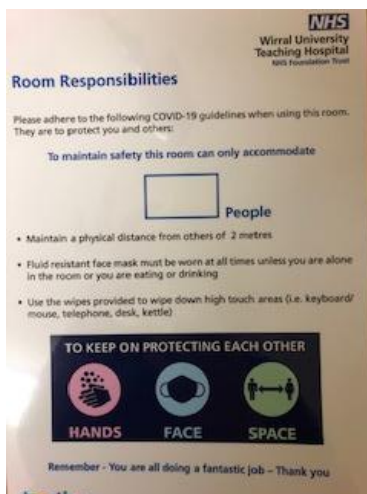 NHS
Wirral University
Teaching Hospital
NHS Foundation Trust
Room Responsibilities
Please adhere to the following COVID-19 guidelines when using this room.
They are to protect you and others:
To maintain safety this room can only accommodate
People
• Maintain a physical distance from others of 2 metres
• Fluid resistant face mask must be worn at all times unless you are alone
in the room or you are eating or drinking
• Use the wipes provided to wipe down high touch areas (i.e. keyboard/
mouse, telephone, desk, kettle)
TO KEEP ON PROTECTING EACH OTHER
HANDS FACE SPACE
Remember - You are all doing a fantastic job – Thank you